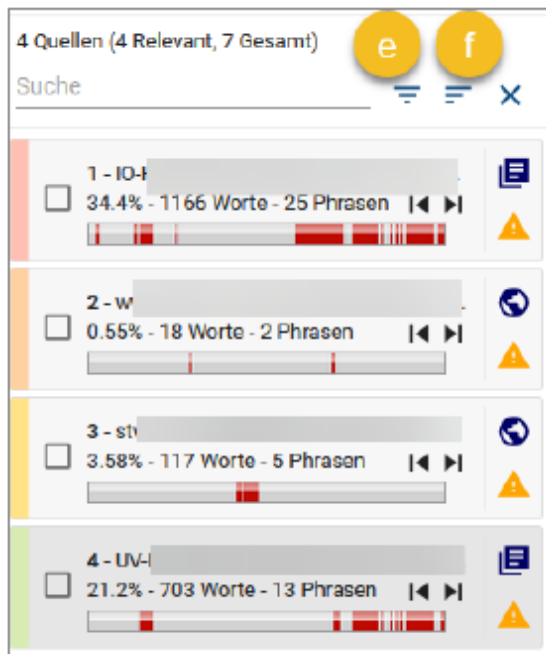 4 Quellen (4 Relevant, 7 Gesamt)
e
f
Suche
1 - IO-
34.4% - 1166 Worte - 25 Phrasen
2 - w
0.55% - 18 Worte - 2 Phrasen
3 - sty
3.58% - 117 Worte - 5 Phrasen
4 - UV-
21.2% - 703 Worte - 13 Phrasen